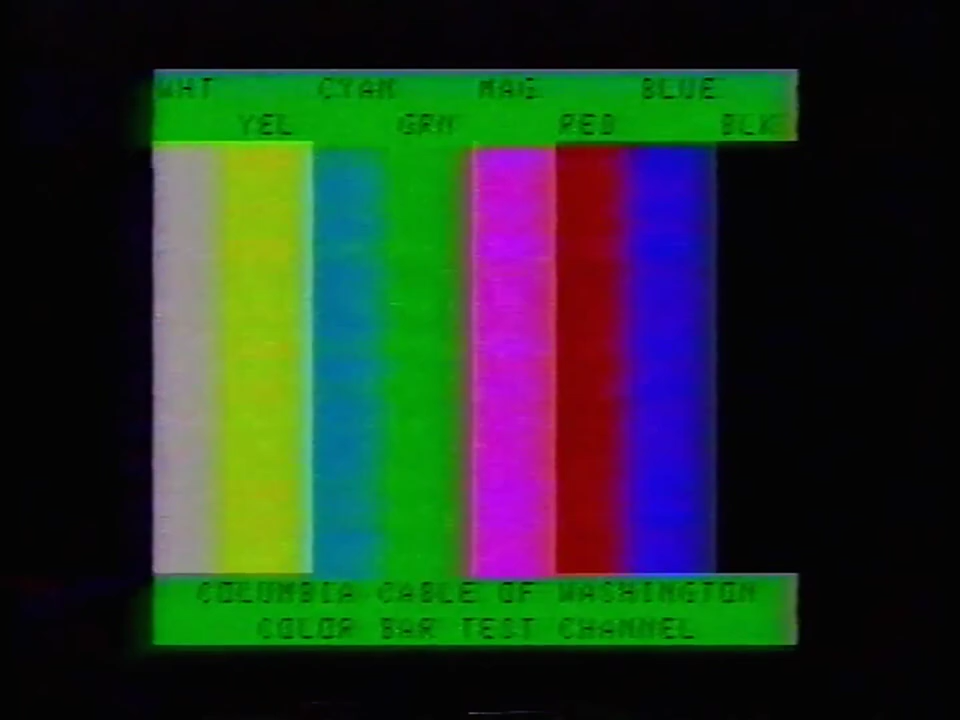 WHT CYAN MAG BLUE
YEL GRN RED BLK
COLUMBIA CABLE OF WASHINGTON
COLOR BAR TEST CHANNEL